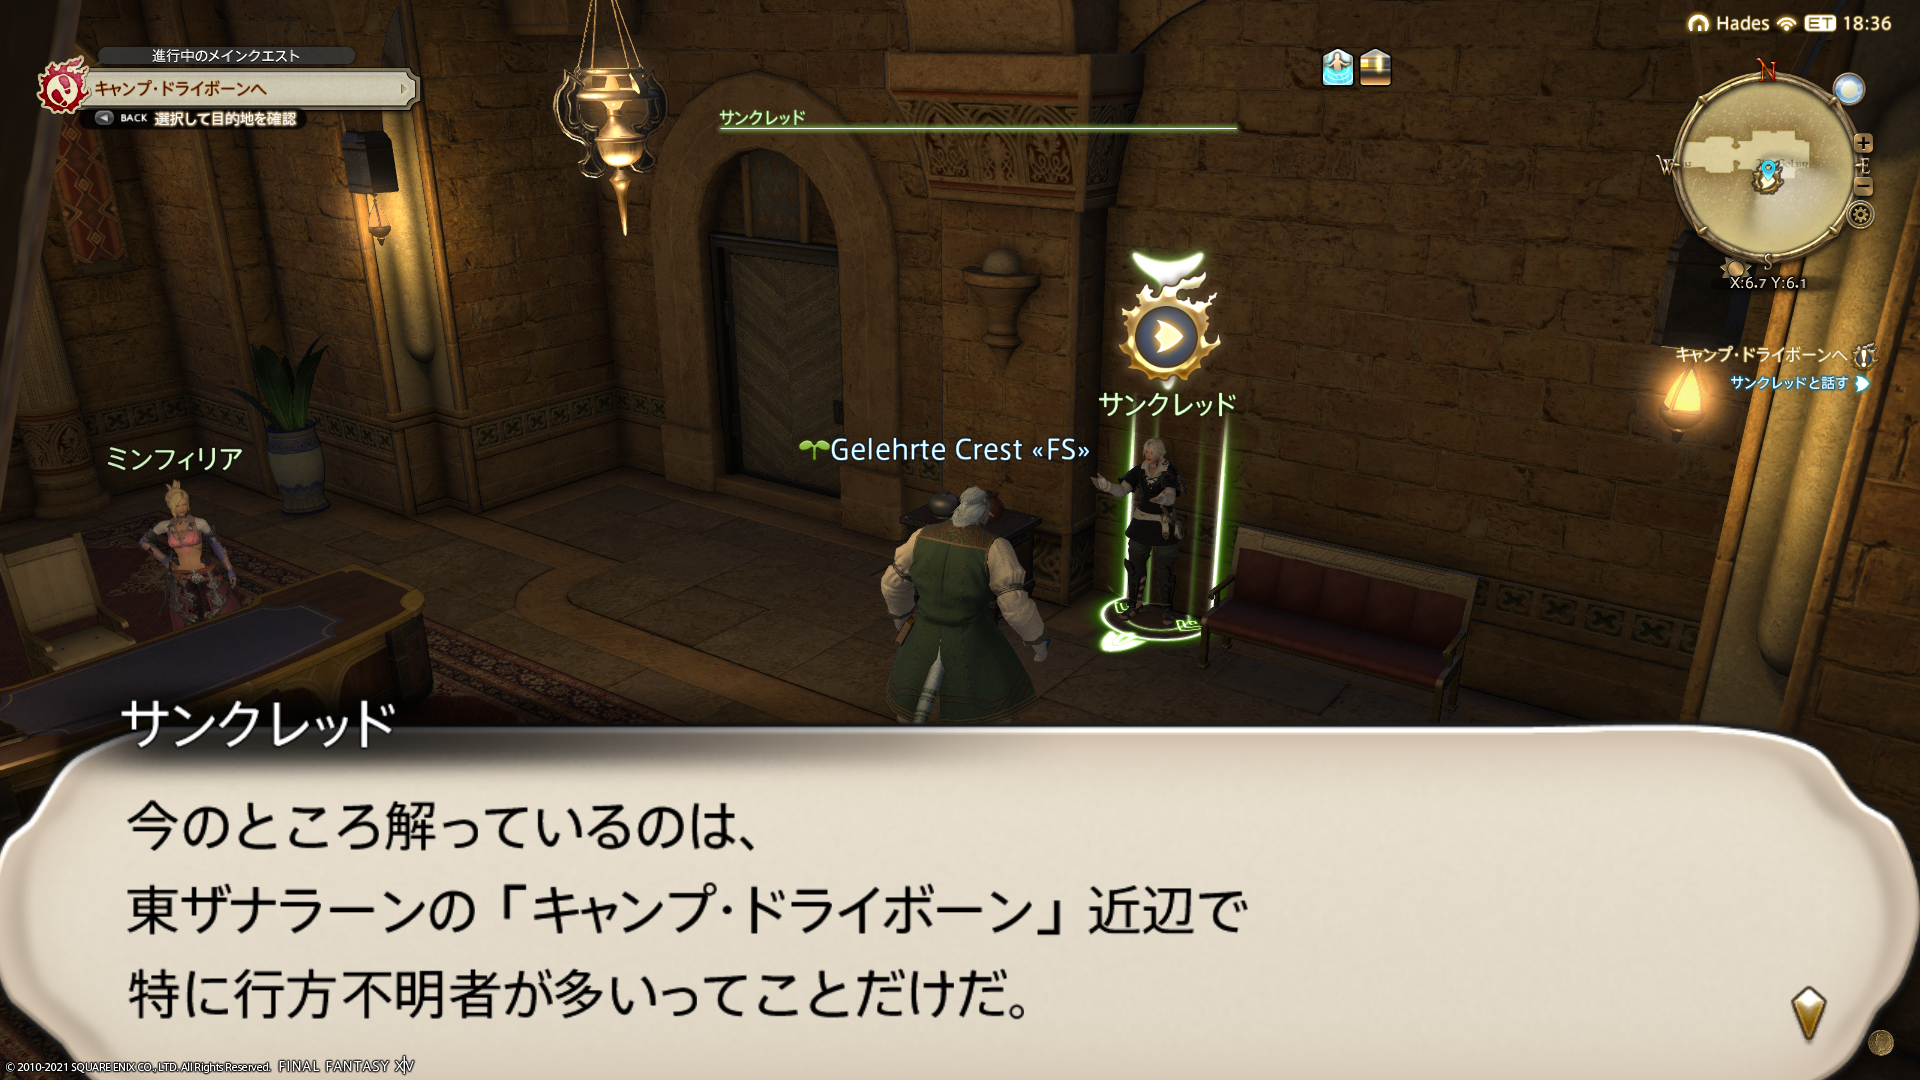 Hades ET 18:36
進行中のメインクエスト
キャンプ・ドライボーンへ
BACK 選択して目的地を確認
サンクレッド
N
W
E
S
X:6.7 Y:6.1
キャンプ・ドライボーンへ
サンクレッドと話す
サンクレッド
Gelehrte Crest «FS»
ミンフィリア
サンクレッド
今のところ解っているのは、
東ザナラーンの「キャンプ・ドライボーン」近辺で
特に行方不明者が多いってことだけだ。
© 2010-2021 SQUARE ENIX CO., LTD. All Rights Reserved. FINAL FANTASY XIV